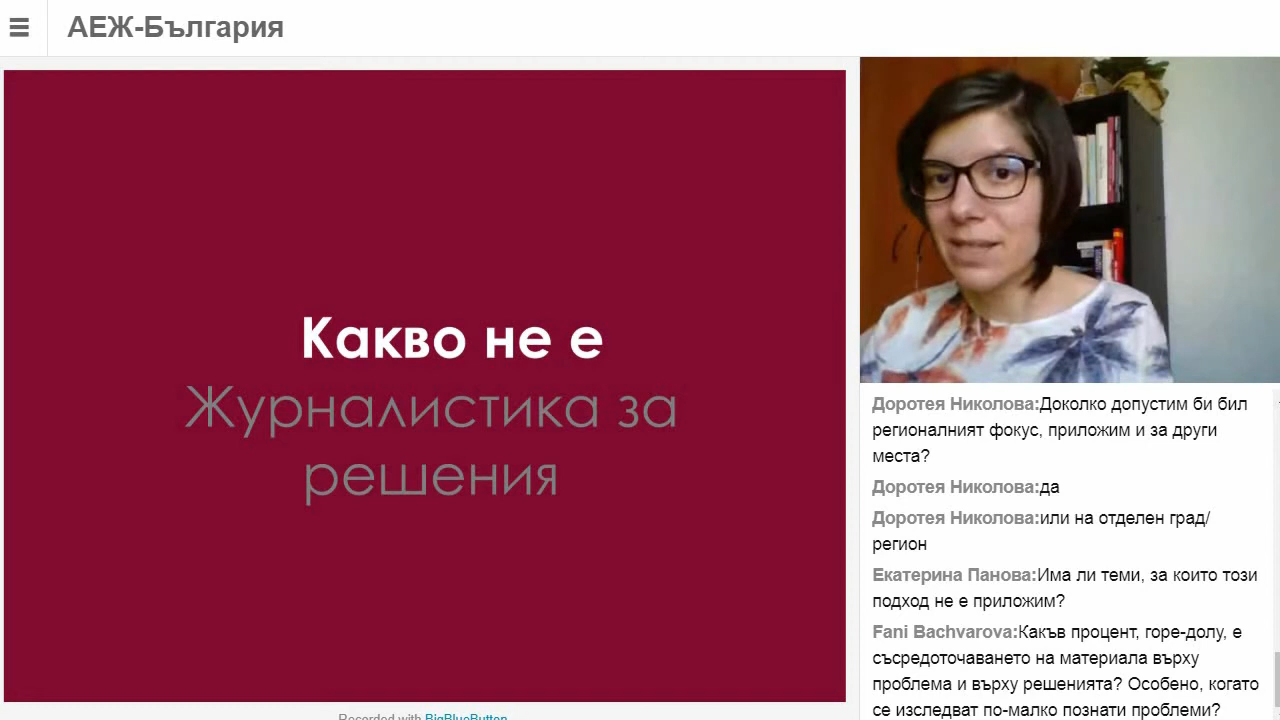 АЕЖ-България
Какво не е
Журналистика за
решения
Доротея Николова:Доколко допустим би бил
регионалният фокус, приложим и за други
места?
Доротея Николова:да
Доротея Николова:или на отделен град/
регион
Екатерина Панова:Има ли теми, за които този
подход не е приложим?
Fani Bachvarova:Какъв процент, горе-долу, е
съсредоточаването на материала върху
проблема и върху решенията? Особено, когато
се изследват по-малко познати проблеми?
Recorded with BigBlueButton